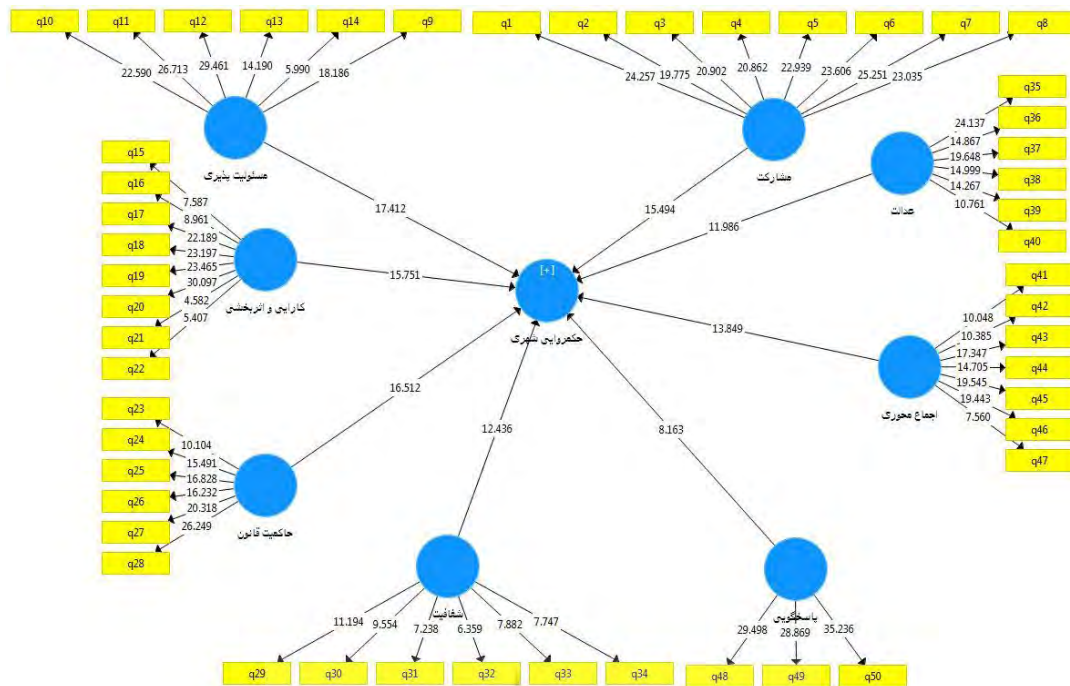 q10 q11 q12 q13 q14 q9 q1 q2 q3 q4 q5 q6 q7 q8
22.590 26.713 29.461 14.190 5.990 18.186
24.257 19.775 20.902 20.862 22.939 23.606 25.251 23.035
مسئولیت پذیری
مشارکت
q35
q36
q37
q38
q39
q40
24.137
14.867
19.648
14.999
14.267
10.761
عدالت
q15
q16
q17
q18
q19
q20
q21
q22
7.587
8.961
22.189
23.197
23.465
30.097
4.582
5.407
کارایی و اثربخشی
17.412
15.494
11.986
15.751
[+]
حکمروایی شهری
13.849
16.512
12.436
8.163
q41
q42
q43
q44
q45
q46
q47
10.048
10.385
17.347
14.705
19.545
19.443
7.560
اجماع محوری
q23
q24
q25
q26
q27
q28
10.104
15.491
16.828
16.232
20.318
26.249
حاکمیت قانون
شفافیت
پاسخگویی
11.194 9.554 7.238 6.359 7.882 7.747
29.498 28.869 35.236
q29 q30 q31 q32 q33 q34 q48 q49 q50